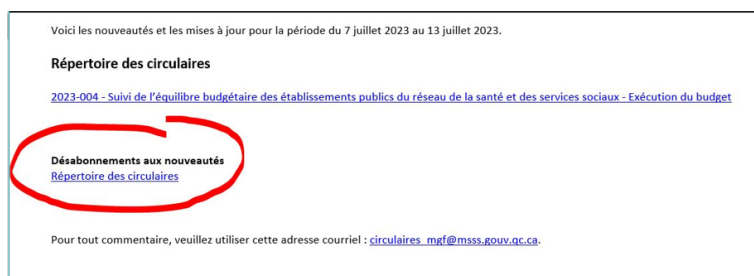 Voici les nouveautés et les mises à jour pour la période du 7 juillet 2023 au 13 juillet 2023.
Répertoire des circulaires
2023-004 - Suivi de l'équilibre budgétaire des établissements publics du réseau de la santé et des services sociaux - Exécution du budget
Désabonnements aux nouveautés
Répertoire des circulaires
Pour tout commentaire, veuillez utiliser cette adresse courriel : circulaires_mgf@msss.gouv.qc.ca.